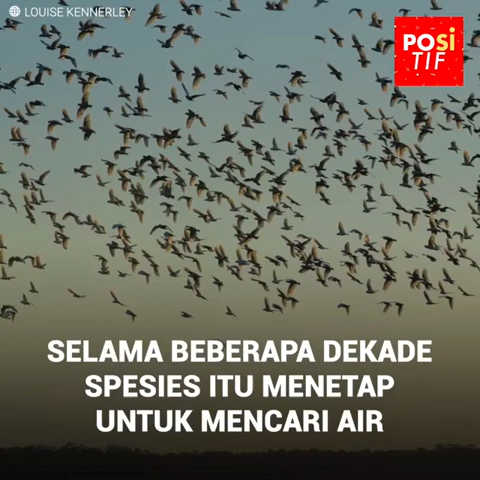 LOUISE KENNERLEY
POSi
TIF
SELAMA BEBERAPA DEKADE
SPESIES ITU MENETAP
UNTUK MENCARI AIR